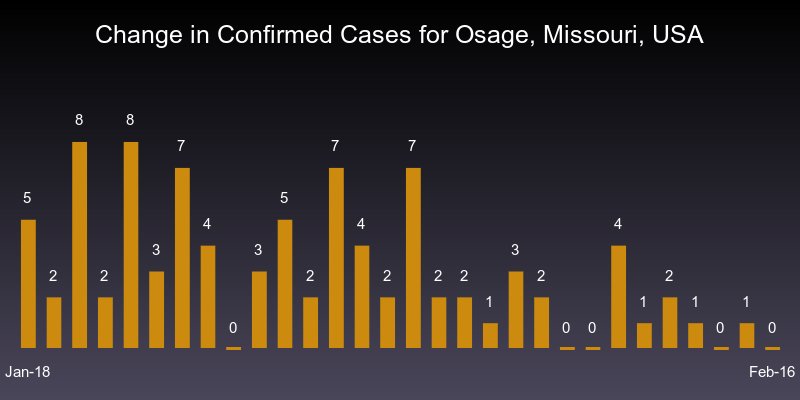 Change in Confirmed Cases for Osage, Missouri, USA
5 2 8 2 8 3 7 4 0 3 5 2 7 4 2 7 2 2 1 3 2 0 0 4 1 2 1 0 1 0
Jan-18 Feb-16